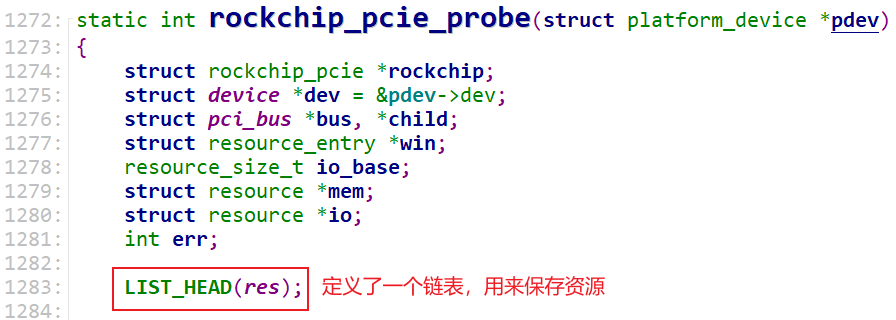 1272: static int rockchip_pcie_probe(struct platform_device *pdev)
1273: {
1274: struct rockchip_pcie *rockchip;
1275: struct device *dev = &pdev->dev;
1276: struct pci_bus *bus, *child;
1277: struct resource_entry *win;
1278: resource_size_t io_base;
1279: struct resource *mem;
1280: struct resource *io;
1281: int err;
1282:
1283: LIST_HEAD(res); 定义了一个链表，用来保存资源
1284: